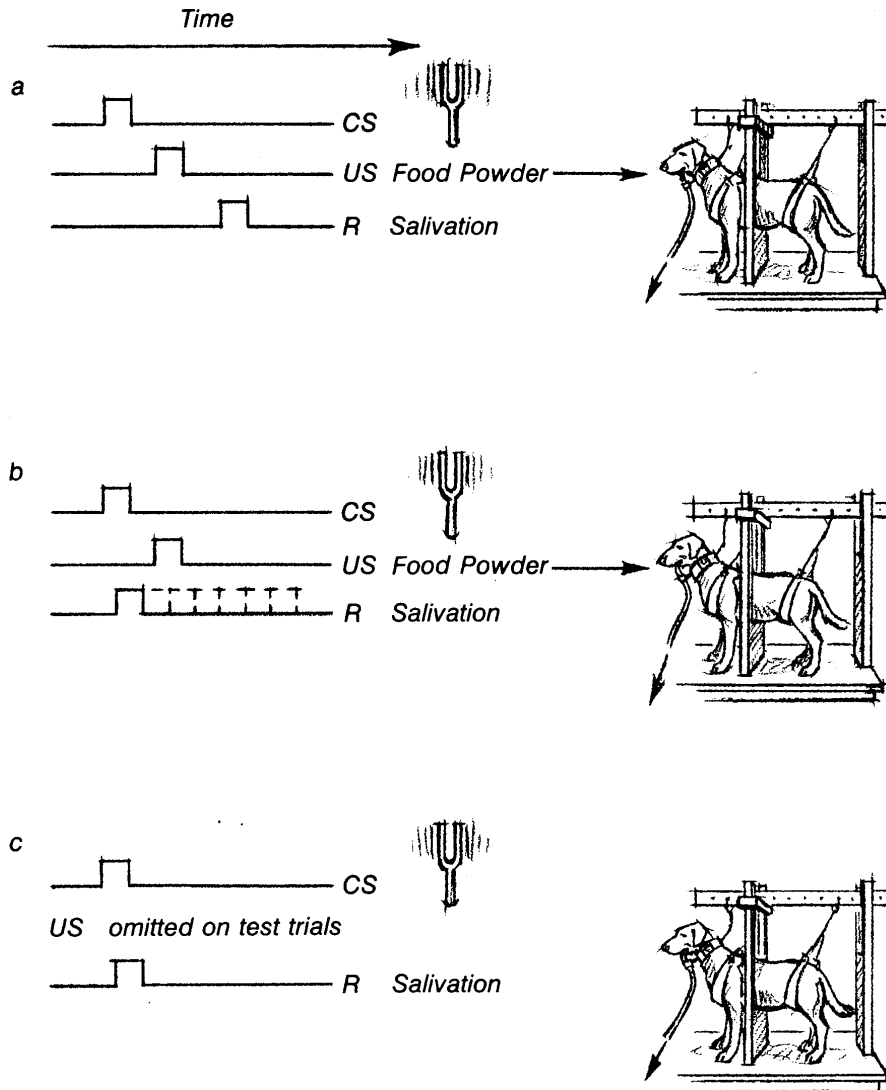 Time
a
CS
US Food Powder
R Salivation
b
CS
US Food Powder
R Salivation
c
CS
US omitted on test trials
R Salivation